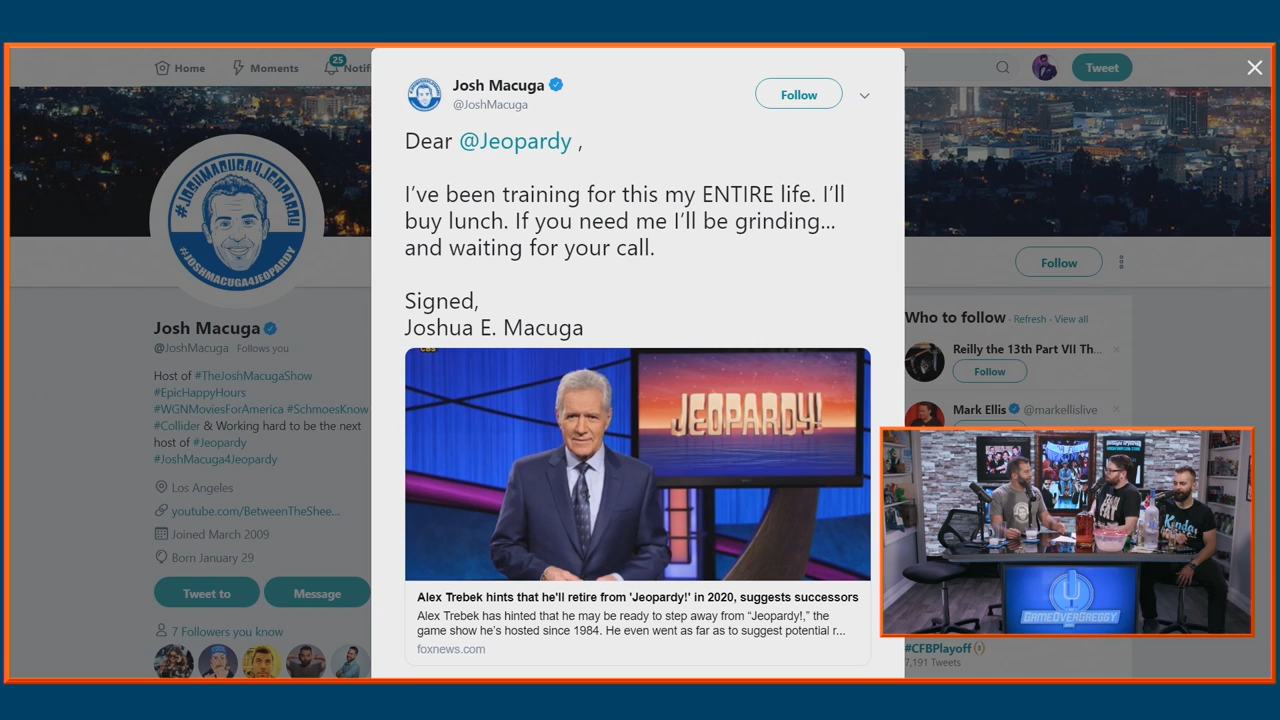 Home
Moments
25
Notifi
Tweet
Josh Macuga
@JoshMacuga
Follow
Dear @Jeopardy ,
I've been training for this my ENTIRE life. I'll
buy lunch. If you need me I'll be grinding...
and waiting for your call.
Signed,
Joshua E. Macuga
CBS
JEOPARDY!
Alex Trebek hints that he'll retire from 'Jeopardy!' in 2020, suggests successors
Alex Trebek has hinted that he may be ready to step away from “Jeopardy!,” the
game show he's hosted since 1984. He even went as far as to suggest potential r...
foxnews.com
#JOSHMACUGA4JEOPARDY
#JOSHMACUGA4JEOPARDY
Josh Macuga
@JoshMacuga Follows you
Host of #TheJoshMacugaShow
#EpicHappyHours
#WGNMoviesForAmerica #SchmoesKnow
#Collider & Working hard to be the next
host of #Jeopardy
#JoshMacuga4Jeopardy
Los Angeles
youtube.com/BetweenTheShee...
Joined March 2009
Born January 29
Tweet to
Message
7 Followers you know
Follow
Who to follow · Refresh · View all
Reilly the 13th Part VII Th...
Follow
Mark Ellis @markellislive
Kinda
GAMEOVERGREGGY
#CFBPlayoff
7,191 Tweets